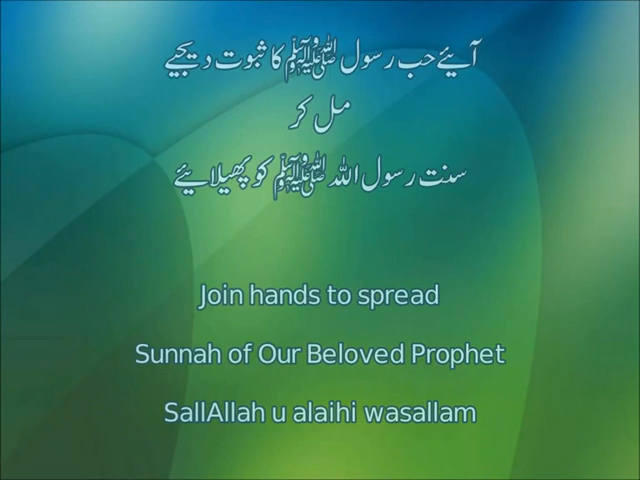 آیئے حب رسول ﷺ کا ثبوت دیجیے
مل کر
سنت رسول اللہ ﷺ کو پھیلائیے
Join hands to spread
Sunnah of Our Beloved Prophet
SallAllah u alaihi wasallam